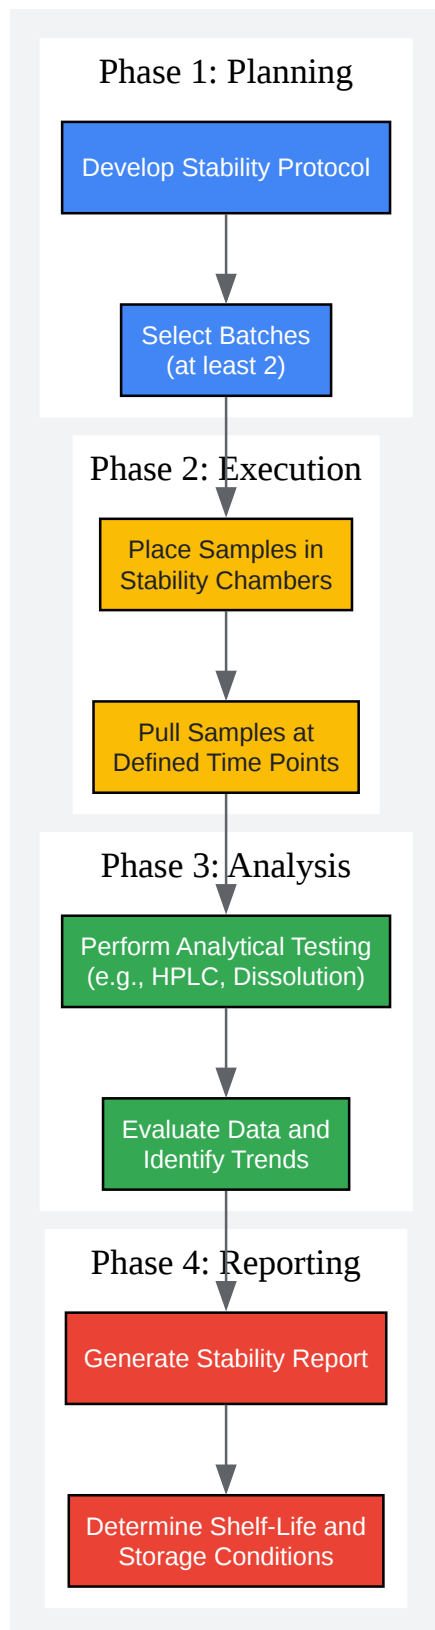 Phase 1: Planning
Develop Stability Protocol
Select Batches
(at least 2)
Phase 2: Execution
Place Samples in
Stability Chambers
Pull Samples at
Defined Time Points
Phase 3: Analysis
Perform Analytical Testing
(e.g., HPLC, Dissolution)
Evaluate Data and
Identify Trends
Phase 4: Reporting
Generate Stability Report
Determine Shelf-Life and
Storage Conditions